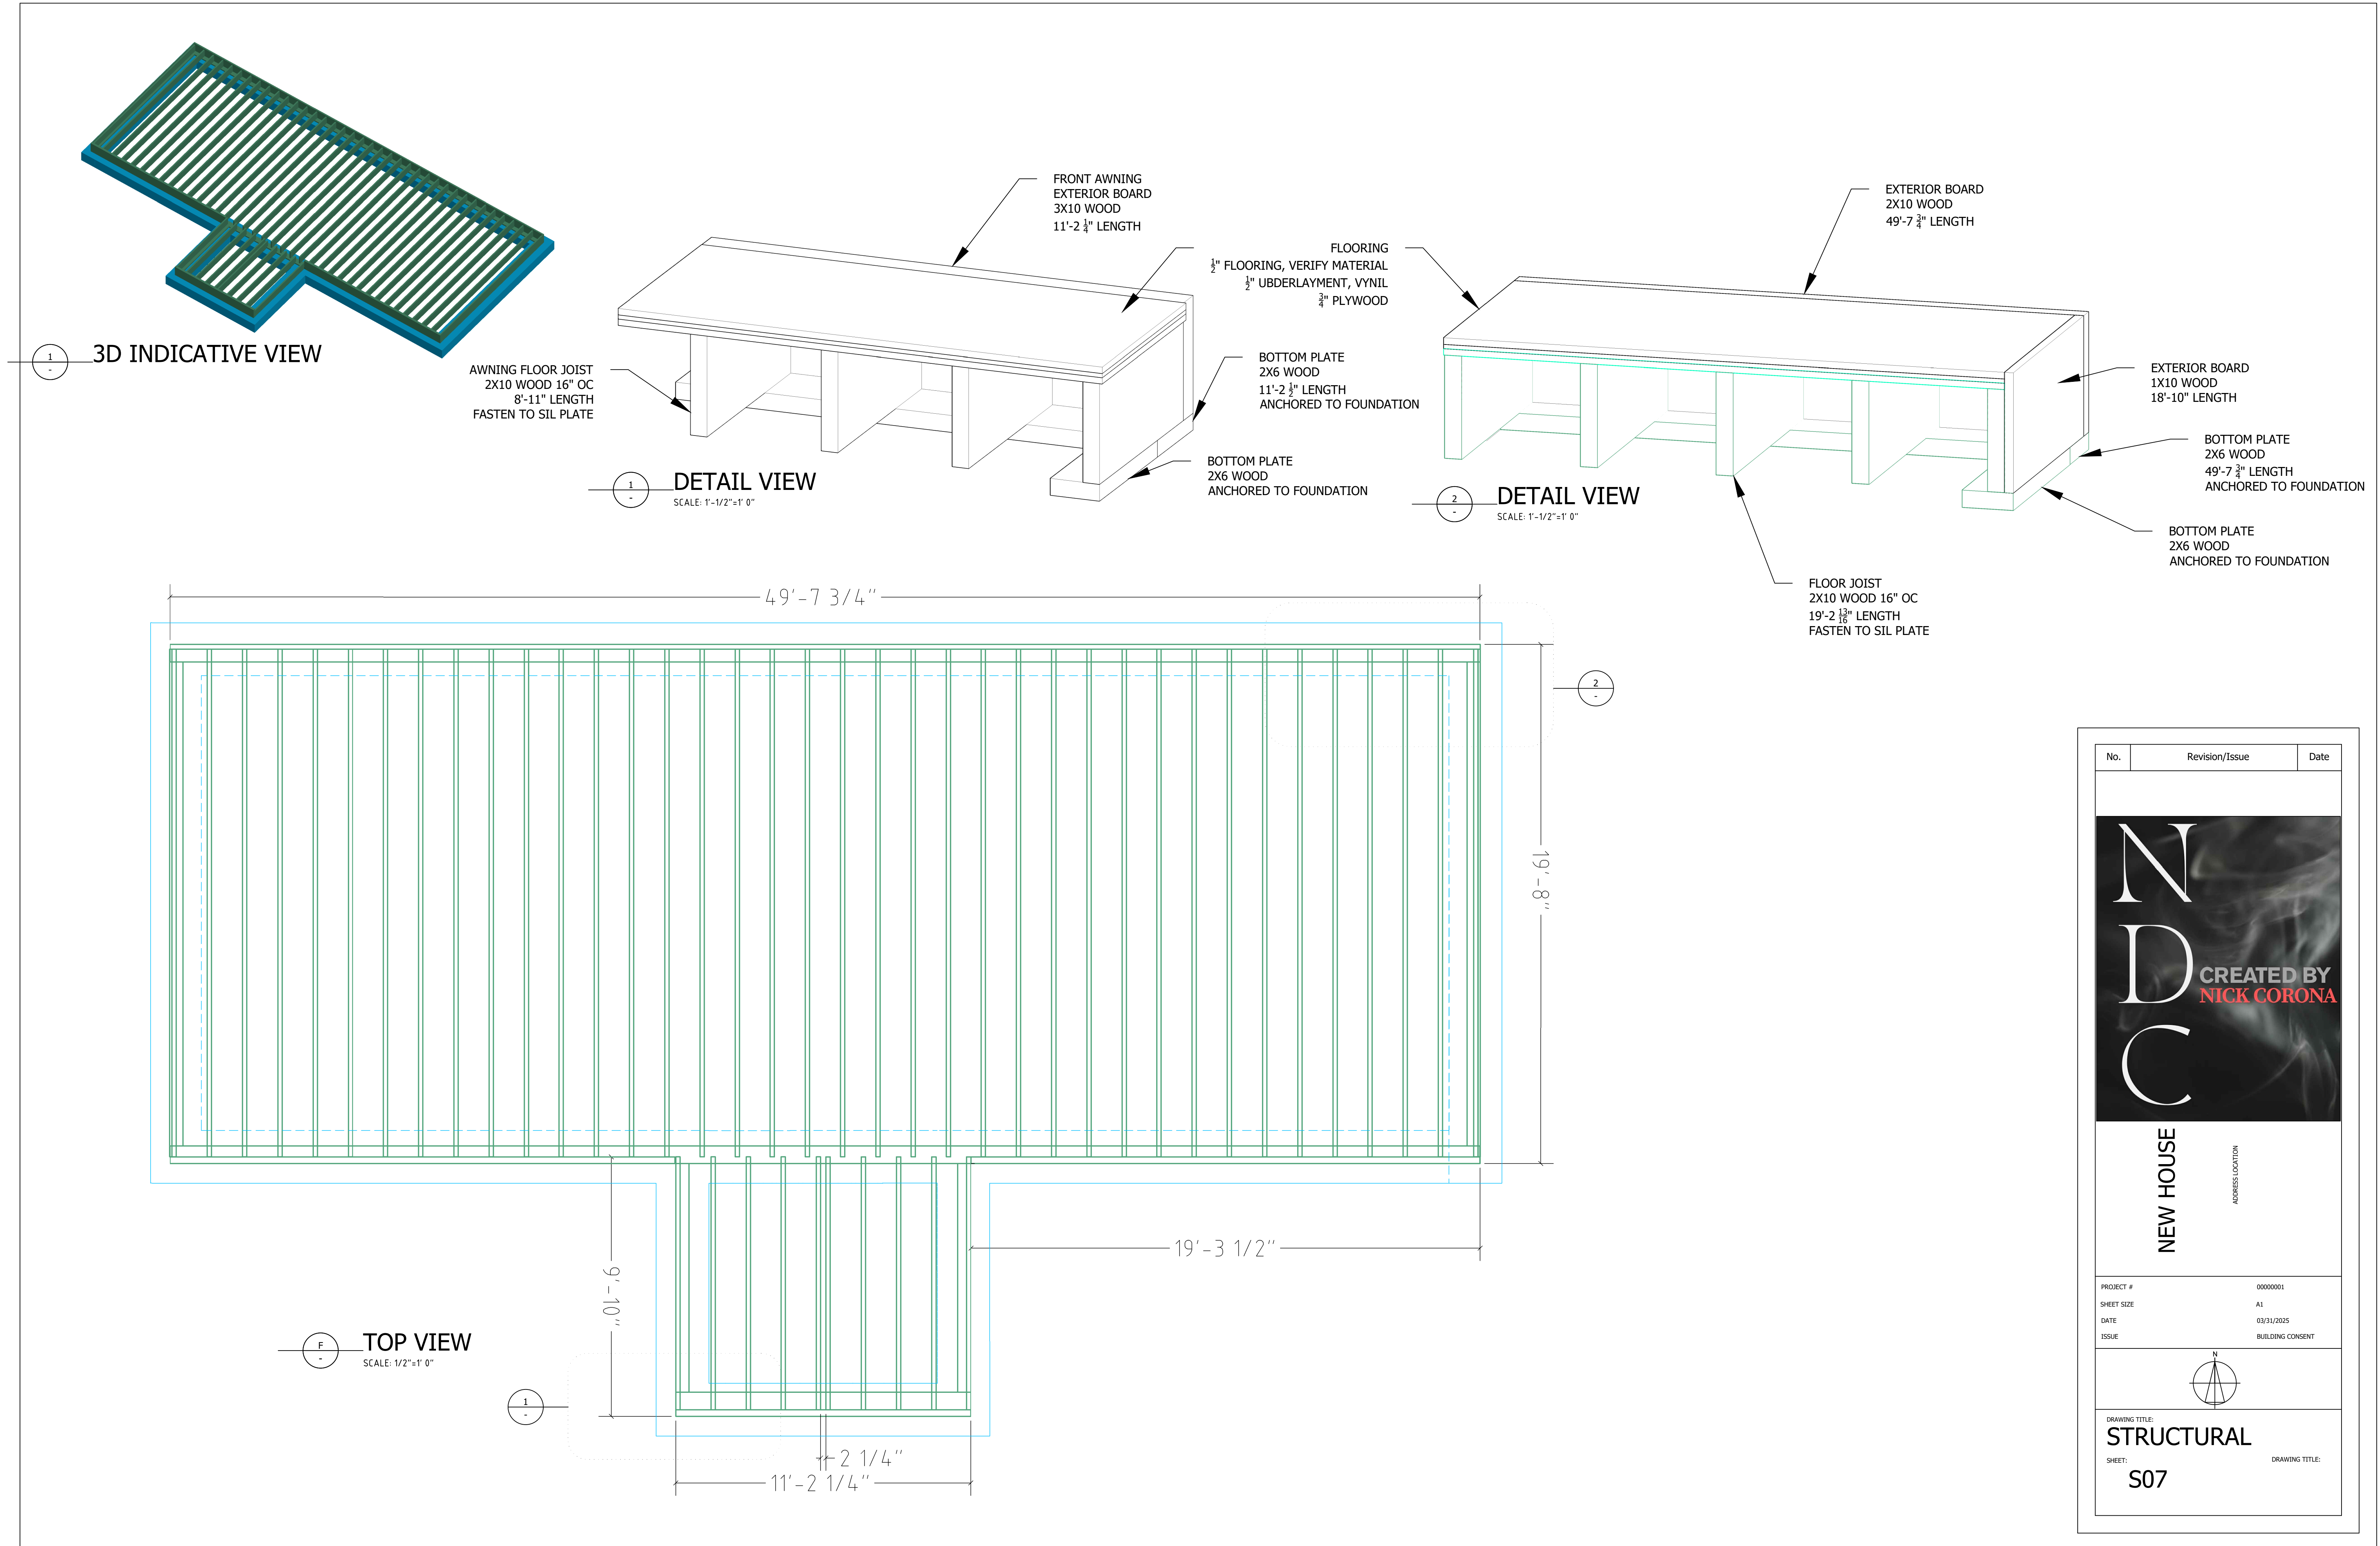 FRONT AWNING
EXTERIOR BOARD
3X10 WOOD
11'-2 1/4" LENGTH
EXTERIOR BOARD
2X10 WOOD
49'-7 3/4" LENGTH
FLOORING
1/2" FLOORING, VERIFY MATERIAL
1/2" UBDERLAYMENT, VYNIL
3/4" PLYWOOD
1
-
3D INDICATIVE VIEW
AWNING FLOOR JOIST
2X10 WOOD 16" OC
8'-11" LENGTH
FASTEN TO SIL PLATE
BOTTOM PLATE
2X6 WOOD
11'-2 1/2" LENGTH
ANCHORED TO FOUNDATION
EXTERIOR BOARD
1X10 WOOD
18'-10" LENGTH
BOTTOM PLATE
2X6 WOOD
49'-7 3/4" LENGTH
ANCHORED TO FOUNDATION
BOTTOM PLATE
2X6 WOOD
ANCHORED TO FOUNDATION
1
-
DETAIL VIEW
SCALE: 1'-1/2"=1' 0"
2
-
DETAIL VIEW
SCALE: 1'-1/2"=1' 0"
BOTTOM PLATE
2X6 WOOD
ANCHORED TO FOUNDATION
FLOOR JOIST
2X10 WOOD 16" OC
19'-2 13/16" LENGTH
FASTEN TO SIL PLATE
49'-7 3/4"
2
-
19'-8"
19'-3 1/2"
9'-10"
F
-
TOP VIEW
SCALE: 1/2"=1' 0"
1
-
2 1/4"
11'-2 1/4"
No. Revision/Issue Date
N
D
C
CREATED BY
NICK CORONA
NEW HOUSE
ADDRESS LOCATION
PROJECT # 00000001
SHEET SIZE A1
DATE 03/31/2025
ISSUE BUILDING CONSENT
N
DRAWING TITLE:
STRUCTURAL
SHEET: DRAWING TITLE:
S07